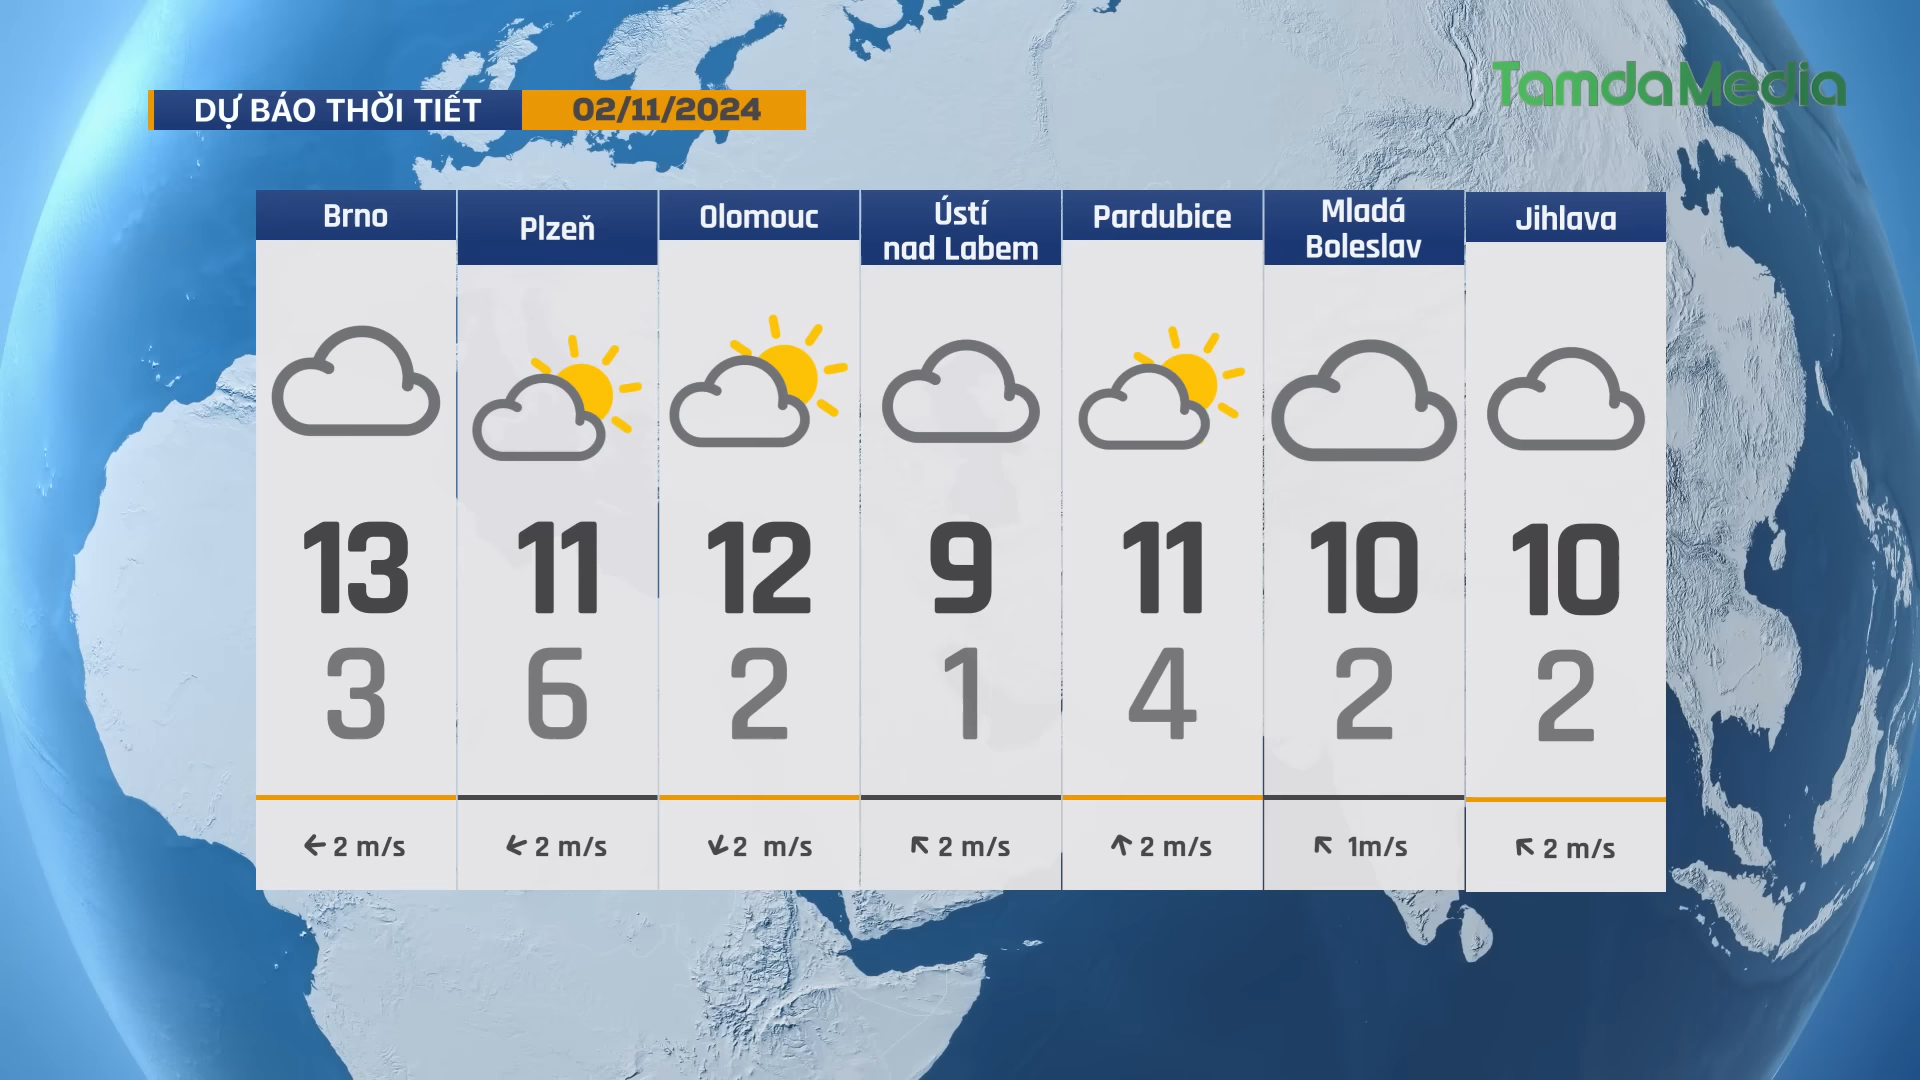 TamdaMedia
DỰ BÁO THỜI TIẾT
02/11/2024
Brno
13
3
2 m/s
Plzeň
11
6
2 m/s
Olomouc
12
2
2 m/s
Ústí
nad Labem
9
1
2 m/s
Pardubice
11
4
2 m/s
Mladá
Boleslav
10
2
1m/s
Jihlava
10
2
2 m/s